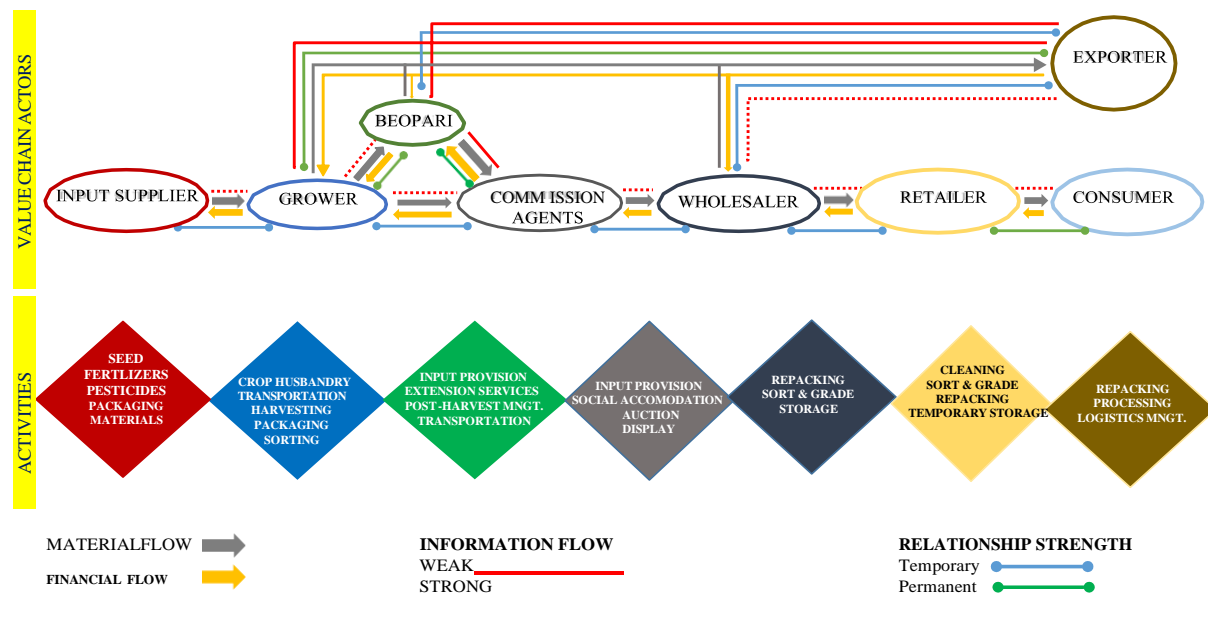 VALUE CHAIN ACTORS
EXPORTER
BEOPARI
INPUT SUPPLIER
GROWER
COMM ISSION
AGENTS
WHOLESALER
RETAILER
CONSUMER
ACTIVITIES
SEED
FERTLIZERS
PESTICIDES
PACKAGING
MATERIALS
CROP HUSBANDRY
TRANSPORTATION
HARVESTING
PACKAGING
SORTING
INPUT PROVISION
EXTENSION SERVICES
POST-HARVEST MNGT.
TRANSPORTATION
INPUT PROVISION
SOCIAL ACCOMODATION
AUCTION
DISPLAY
REPACKING
SORT & GRADE
STORAGE
CLEANING
SORT & GRADE
REPACKING
TEMPORARY STORAGE
REPACKING
PROCESSING
LOGISTICS MNGT.
MATERIALFLOW
FINANCIAL FLOW
INFORMATION FLOW
WEAK
STRONG
RELATIONSHIP STRENGTH
Temporary
Permanent